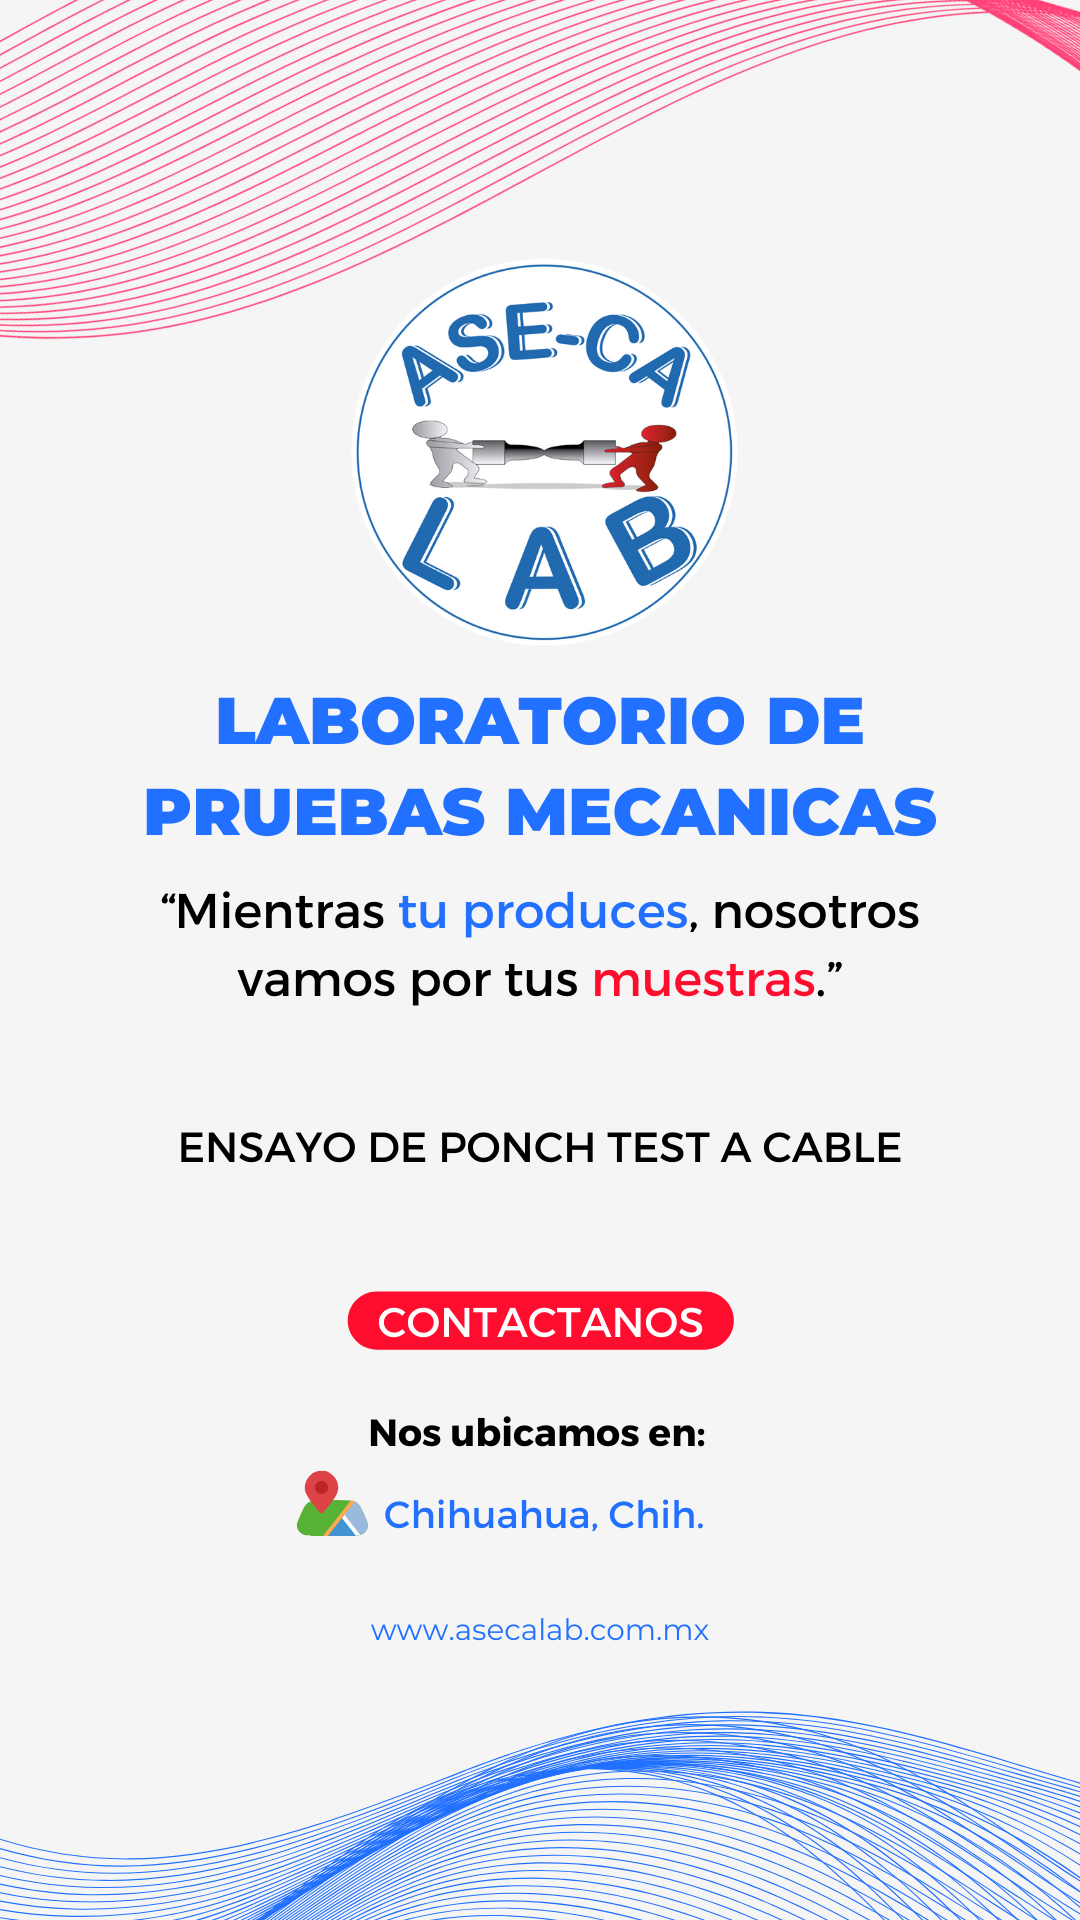 ASE-CA
LAB
LABORATORIO DE
PRUEBAS MECANICAS
“Mientras tu produces, nosotros
vamos por tus muestras.”
ENSAYO DE PONCH TEST A CABLE
CONTACTANOS
Nos ubicamos en:
Chihuahua, Chih.
www.asecalab.com.mx